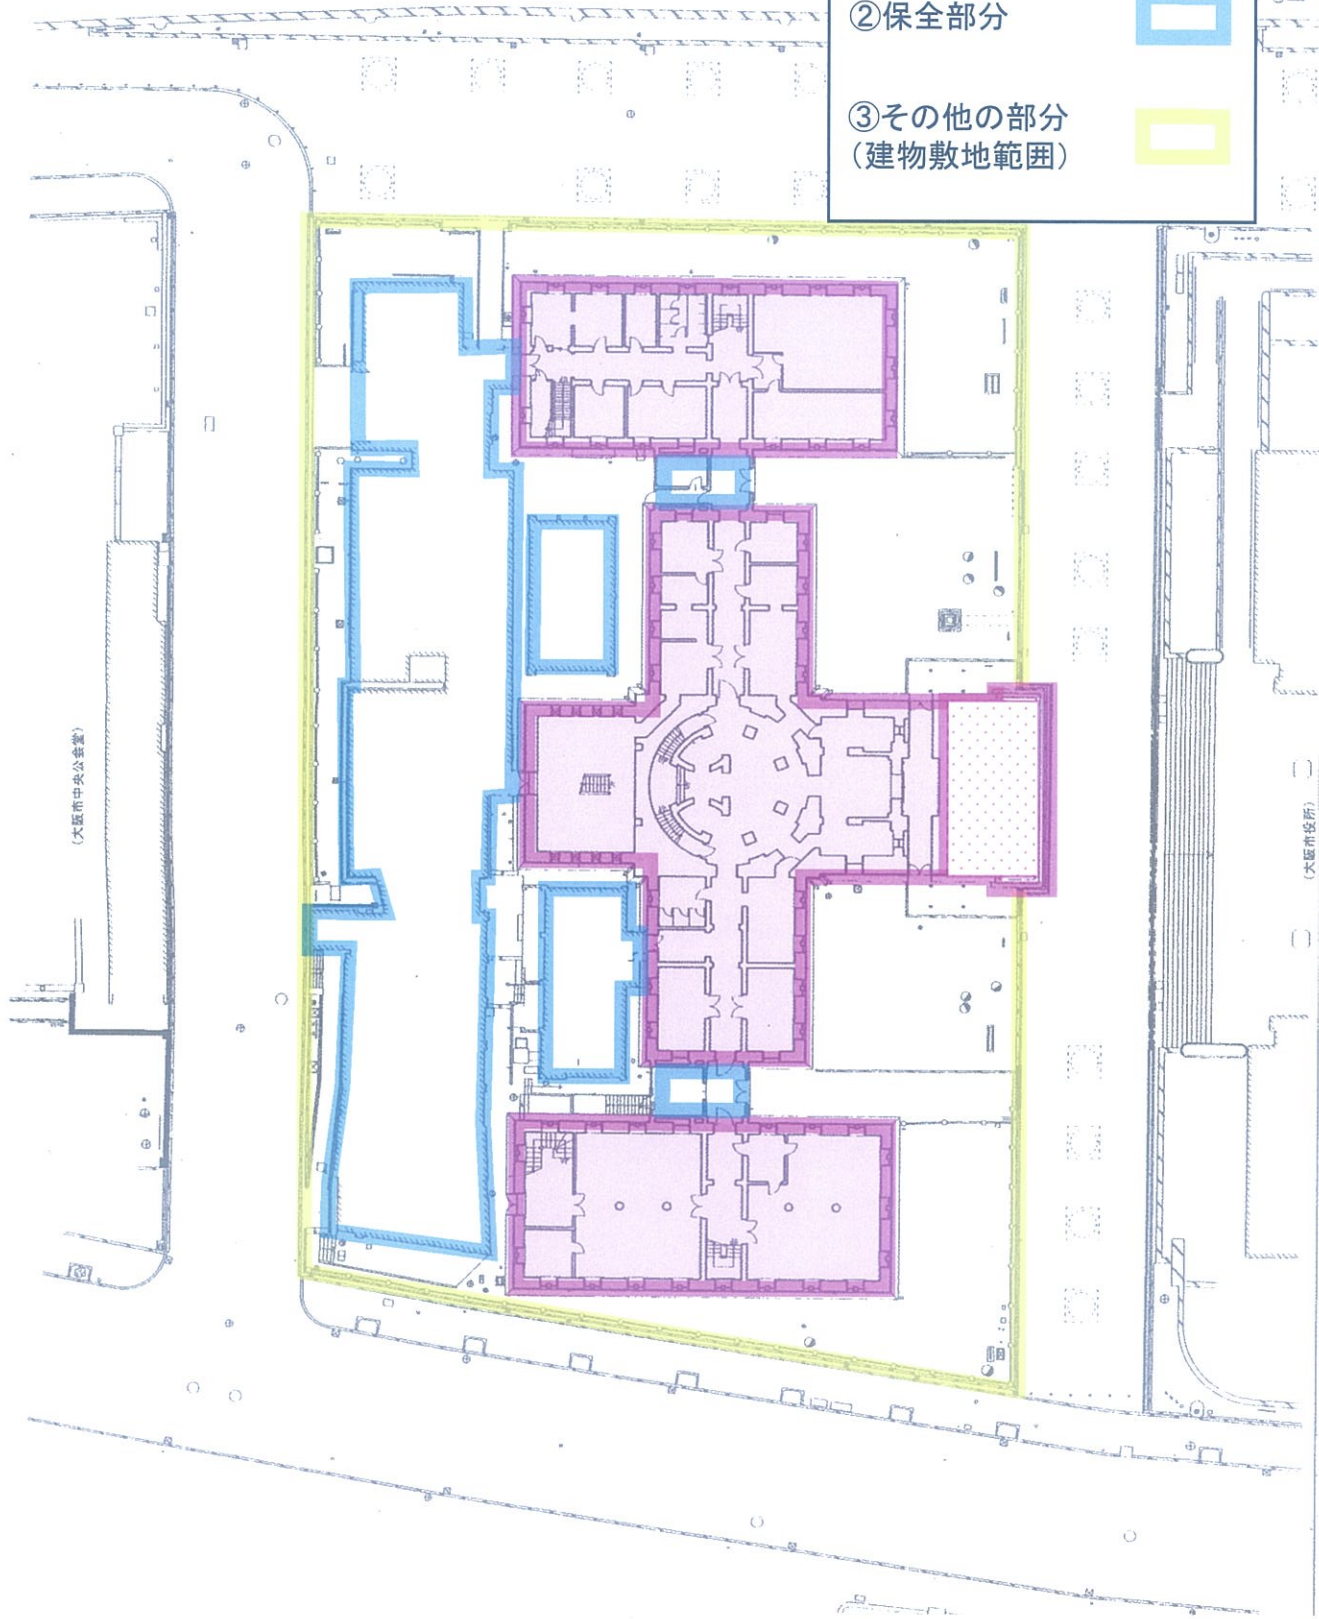 ②保全部分
③その他の部分
（建物敷地範囲）
（大阪市中央公会堂）
（大阪市役所）